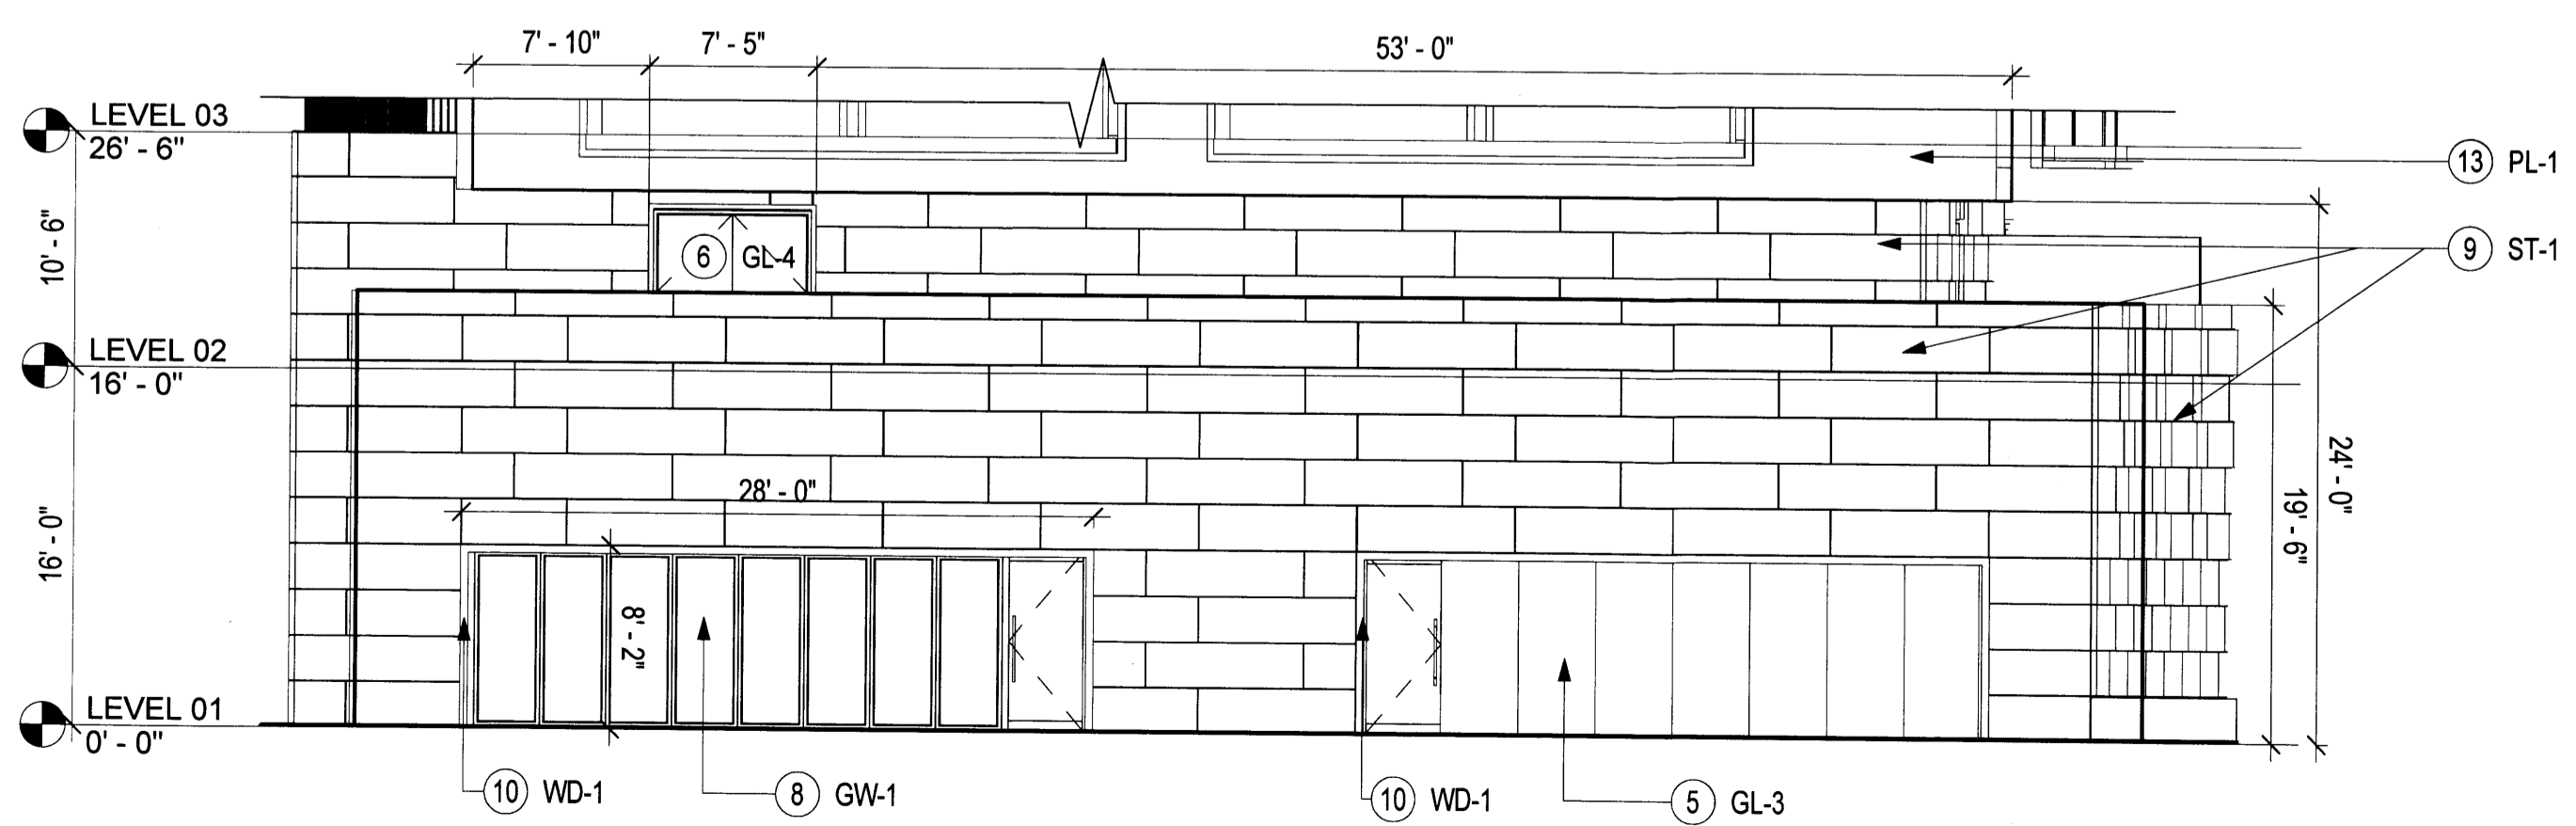 7' - 10" 7' - 5" 53' - 0"
LEVEL 03
26' - 6"
13 PL-1
10' - 6"
6 GL-4
9 ST-1
LEVEL 02
16' - 0"
24' - 0"
28' - 0"
19' - 6"
16' - 0"
8' - 2"
LEVEL 01
0' - 0"
10 WD-1
8 GW-1
10 WD-1
5 GL-3